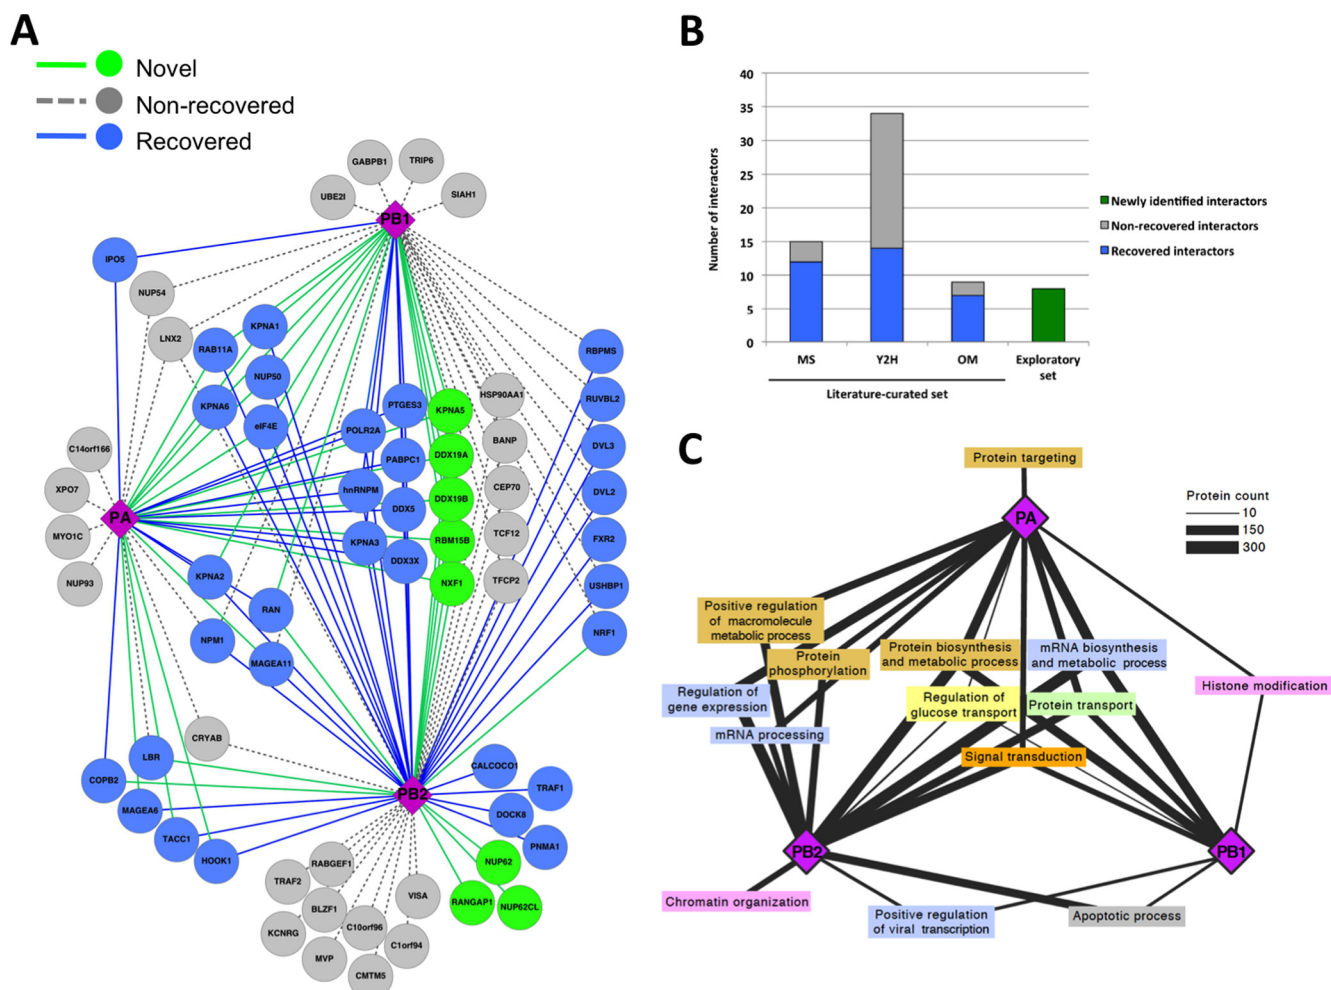 A
Novel
Non-recovered
Recovered
GABPB1
TRIP6
UBE2I
SIAH1
PB1
IPO5
NUP54
LNX2
KPNA1
RAB11A
NUP50
KPNA6
eIF4E
PTGES3
POLR2A
PABPC1
hnRNPM
DDX5
KPNA3
DDX3X
KPNA5
DDX19A
DDX19B
RBM15B
NXF1
HSP90AA1
BANP
CEP70
TCF12
TFCP2
RBPMS
RUVBL2
DVL3
DVL2
FXR2
USHBP1
NRF1
C14orf166
XPO7
PA
MYO1C
NUP93
KPNA2
RAN
NPM1
MAGEA11
CRYAB
LBR
COPB2
MAGEA6
TACC1
HOOK1
PB2
CALCOCO1
TRAF1
DOCK8
PNMA1
NUP62
RANGAP1
NUP62CL
RABGEF1
TRAF2
VISA
BLZF1
KCNRG
C10orf96
C1orf94
MVP
CMTM5
B
Number of interactors
40
35
30
25
20
15
10
5
0
MS
Y2H
OM
Exploratory
set
Literature-curated set
Newly identified interactors
Non-recovered interactors
Recovered interactors
C
Protein targeting
Protein count
10
150
300
PA
Positive regulation
of macromolecule
metabolic process
Protein
phosphorylation
Protein biosynthesis
and metabolic process
mRNA biosynthesis
and metabolic process
Regulation of
gene expression
Regulation of
glucose transport
Protein transport
Histone modification
mRNA processing
Signal transduction
PB2
PB1
Chromatin organization
Positive regulation
of viral transcription
Apoptotic process